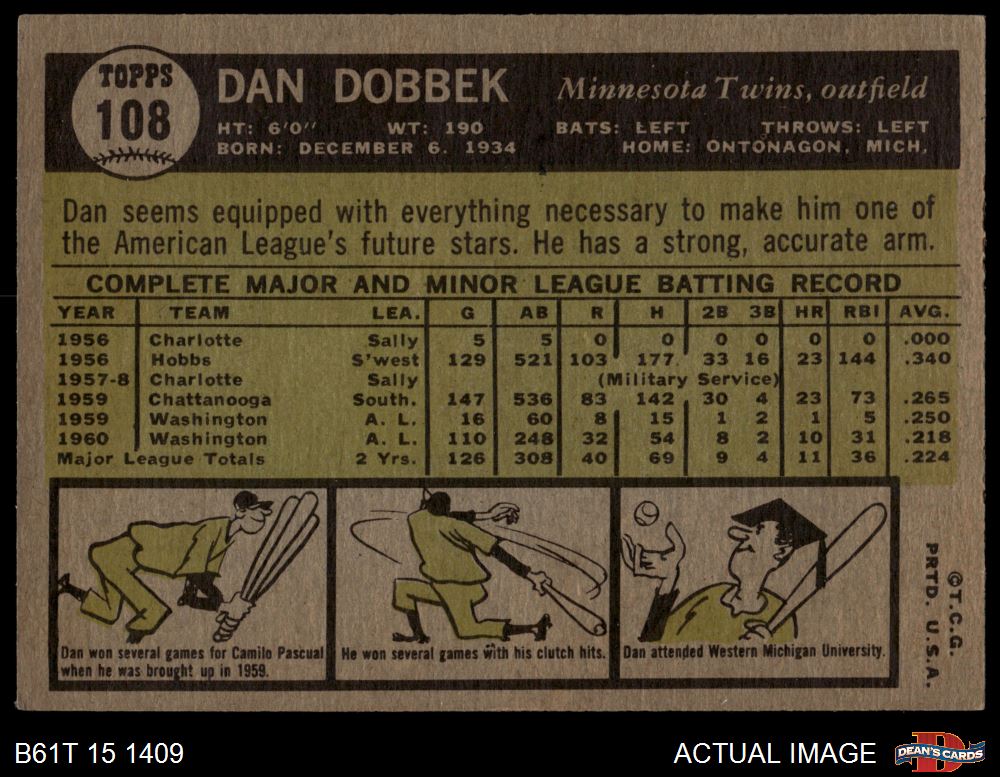 TOPPS
108
DAN DOBBEK
Minnesota Twins, outfield
HT: 6'0" WT: 190 BATS: LEFT THROWS: LEFT
BORN: DECEMBER 6, 1934 HOME: ONTONAGON, MICH.
Dan seems equipped with everything necessary to make him one of
the American League's future stars. He has a strong, accurate arm.
COMPLETE MAJOR AND MINOR LEAGUE BATTING RECORD
YEAR TEAM LEA. G AB R H 2B 3B HR RBI AVG.
1956 Charlotte Sally 5 5 0 0 0 0 0 0 .000
1956 Hobbs S'west 129 521 103 177 33 16 23 144 .340
1957-8 Charlotte Sally (Military Service)
1959 Chattanooga South. 147 536 83 142 30 4 23 73 .265
1959 Washington A. L. 16 60 8 15 1 2 1 5 .250
1960 Washington A. L. 110 248 32 54 8 2 10 31 .218
Major League Totals 2 Yrs. 126 308 40 69 9 4 11 36 .224
Dan won several games for Camilo Pascual
when he was brought up in 1959.
He won several games with his clutch hits.
Dan attended Western Michigan University.
©T.C.G.
PRTD. U.S.A.
B61T 15 1409
ACTUAL IMAGE
D
DEAN'S CARDS